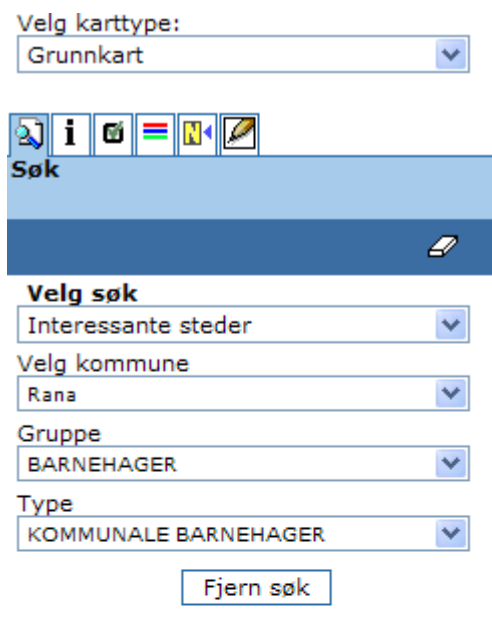 Velg karttype:
Grunnkart
i N
Søk
Velg søk
Interessante steder
Velg kommune
Rana
Gruppe
BARNEHAGER
Type
KOMMUNALE BARNEHAGER
Fjern søk